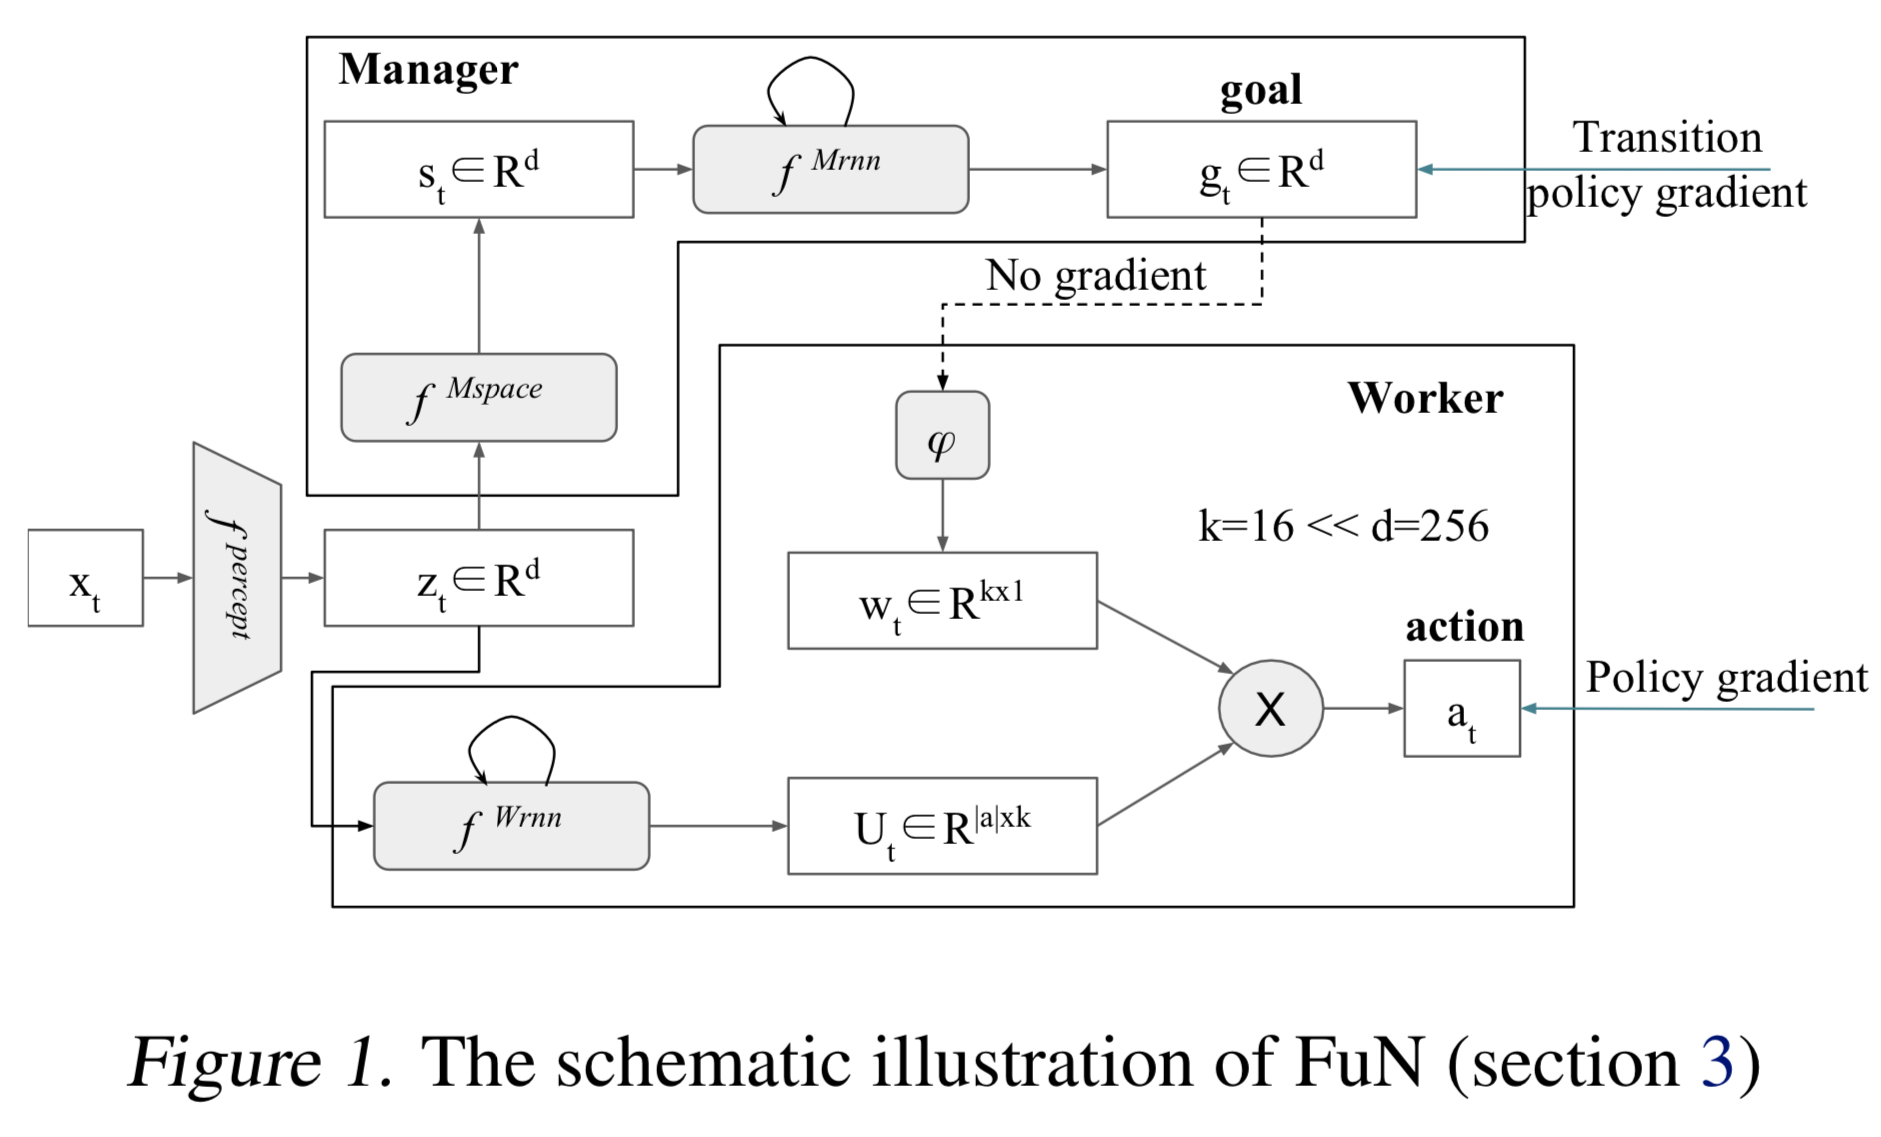 Manager
goal
s_t ∈ R^d
f^Mrnn
g_t ∈ R^d
Transition
policy gradient
No gradient
f^Mspace
Worker
φ
k=16 << d=256
x_t
f^percept
z_t ∈ R^d
w_t ∈ R^kx1
action
X
a_t
Policy gradient
f^Wrnn
U_t ∈ R^|a|xk
Figure 1. The schematic illustration of FuN (section 3)